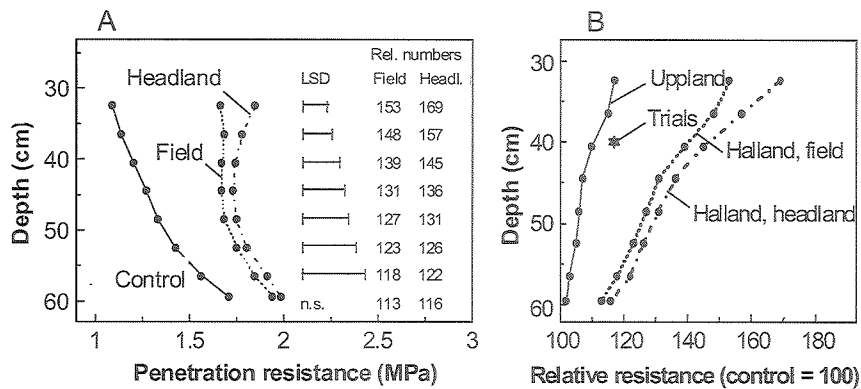 A
Rel. numbers
LSD Field Headl.
Headland
Field
Control
153 169
148 157
139 145
131 136
127 131
123 126
118 122
n.s. 113 116
30
40
50
60
Depth (cm)
1 1.5 2 2.5 3
Penetration resistance (MPa)
B
Uppland
Trials
Halland, field
Halland, headland
30
40
50
60
Depth (cm)
100 120 140 160 180 200
Relative resistance (control = 100)